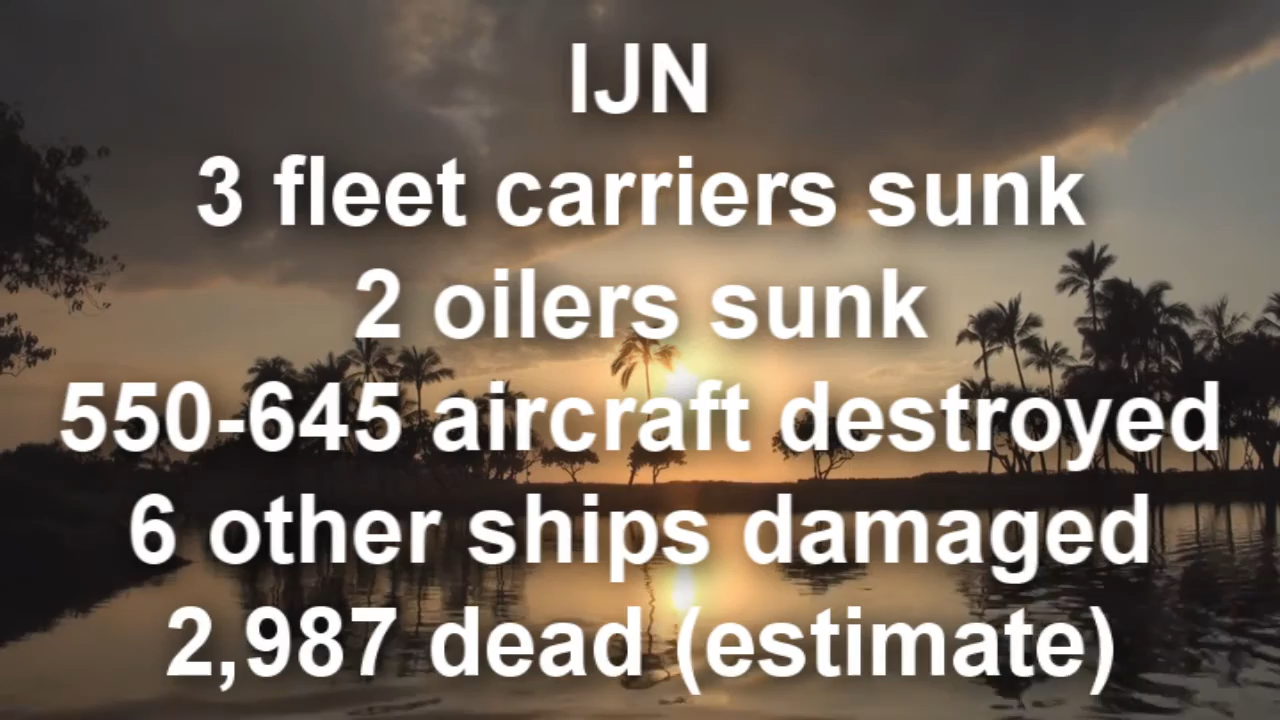 IJN
3 fleet carriers sunk
2 oilers sunk
550-645 aircraft destroyed
6 other ships damaged
2,987 dead (estimate)